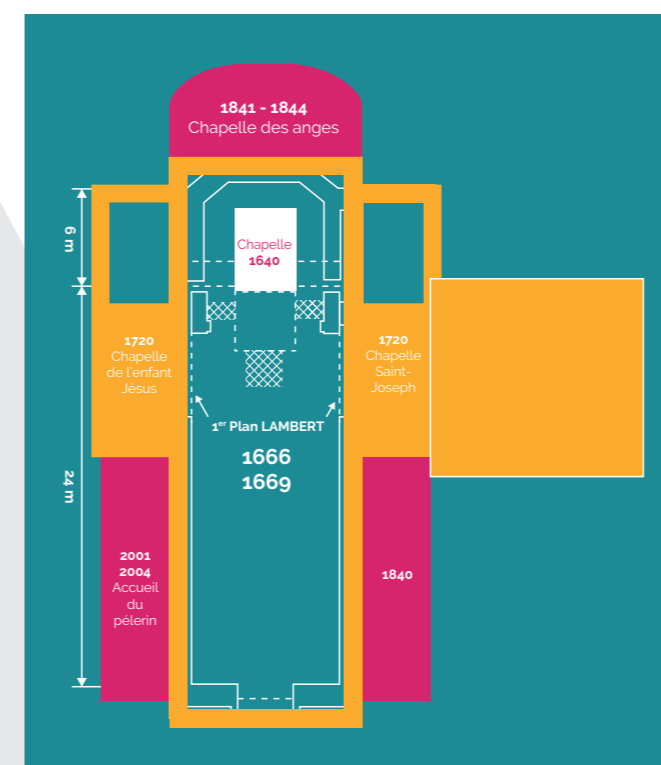 1841 - 1844
Chapelle des anges
6 m
Chapelle
1640
1720
Chapelle
de l'enfant
Jésus
1720
Chapelle
Saint-
Joseph
1er Plan LAMBERT
1666
1669
24 m
2001
2004
Accueil
du
pèlerin
1840